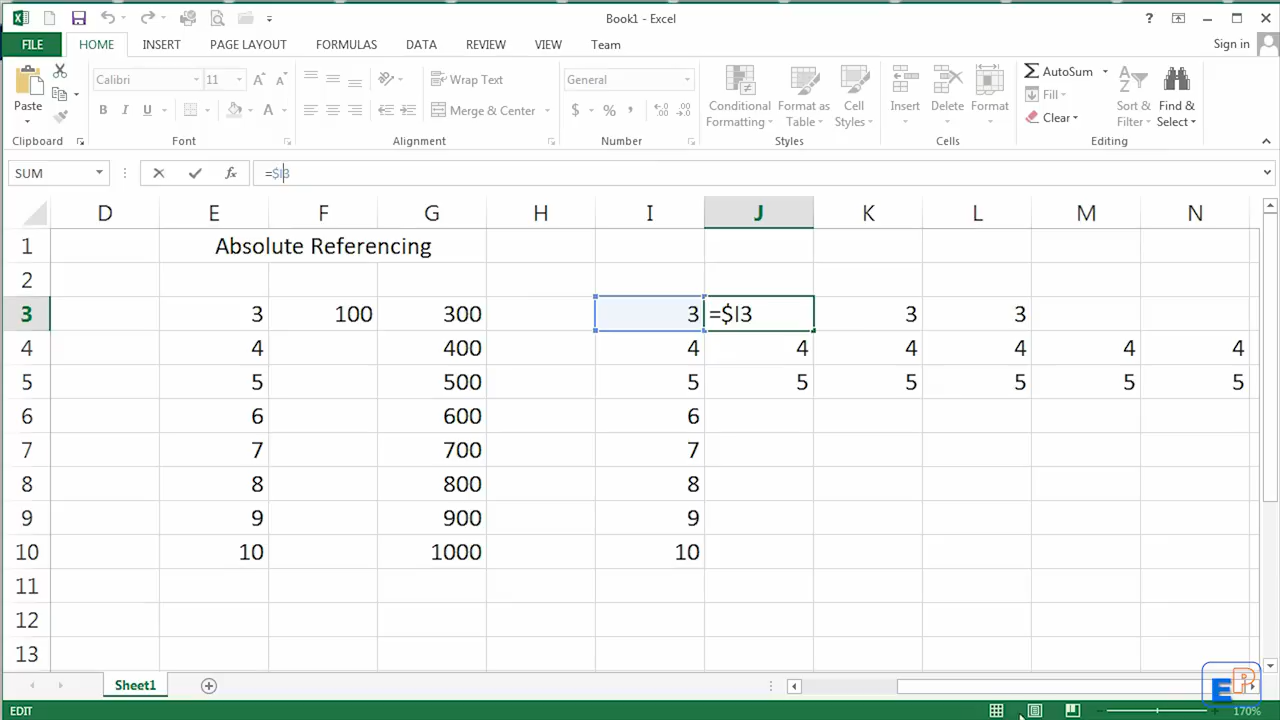 Book1 - Excel
FILE HOME INSERT PAGE LAYOUT FORMULAS DATA REVIEW VIEW Team Sign in
Paste
Clipboard
Calibri 11
B I U
Font
Wrap Text
Merge & Center
Alignment
General
$ % ,
Number
Conditional Formatting
Format as Table
Cell Styles
Styles
Insert Delete Format
Cells
AutoSum
Fill
Clear
Sort & Filter
Find & Select
Editing
SUM fx =$I3
D E F G H I J K L M N
1 Absolute Referencing
2
3 3 100 300 3 =$I3 3 3
4 4 400 4 4 4 4 4 4
5 5 500 5 5 5 5 5 5
6 6 600 6
7 7 700 7
8 8 800 8
9 9 900 9
10 10 1000 10
11
12
13
Sheet1
EDIT 170%